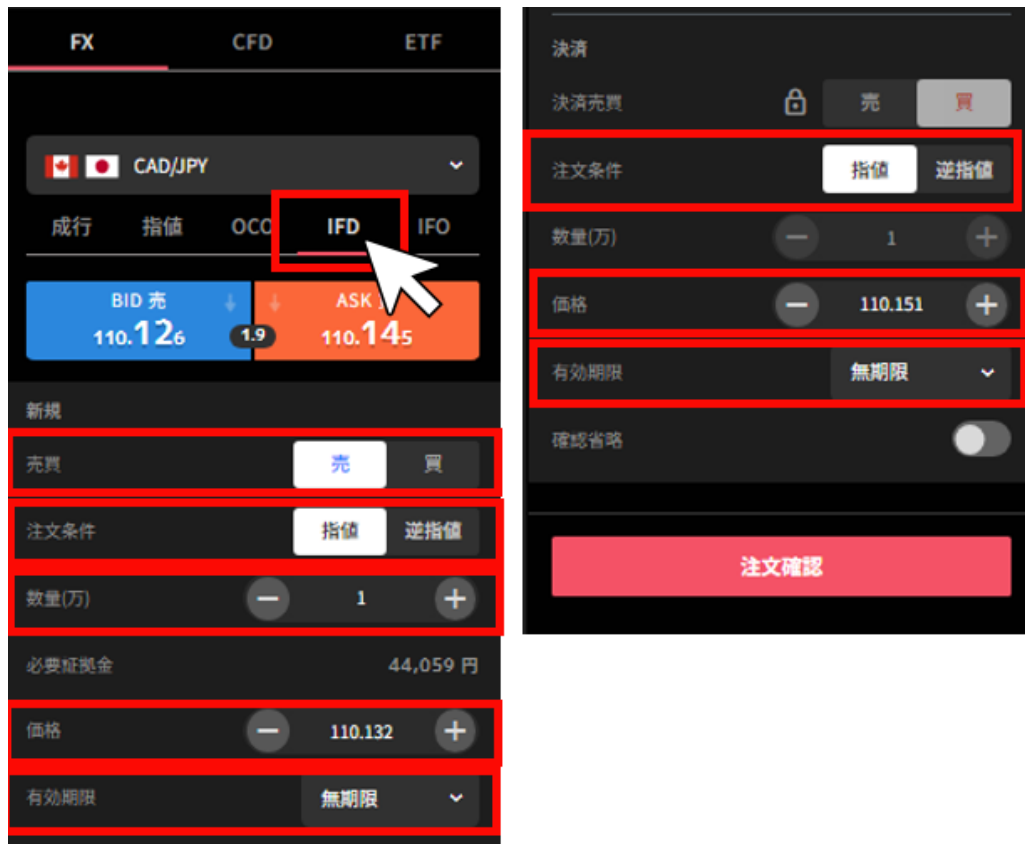 FX CFD ETF
CAD/JPY
成行 指値 OCO IFD IFO
BID 売 ASK
110.126 1.9 110.145
新規
売買 売 買
注文条件 指値 逆指値
数量(万) 1
必要証拠金 44,059 円
価格 110.132
有効期限 無期限
決済
決済売買 売 買
注文条件 指値 逆指値
数量(万) 1
価格 110.151
有効期限 無期限
確認省略
注文確認